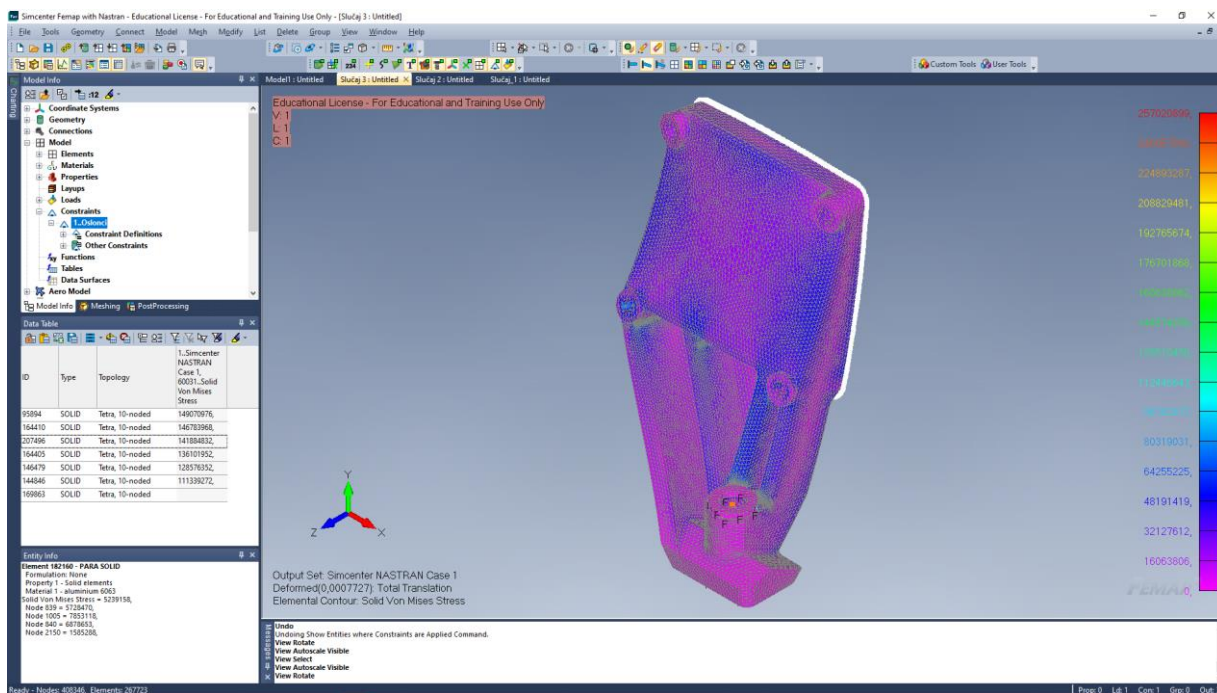 Simcenter Femap with Nastran - Educational License - For Educational and Training Use Only - [Slučaj 3 : Untitled]
File Tools Geometry Connect Model Mesh Modify List Delete Group View Window Help
Custom Tools User Tools
Model Info
Model1 : Untitled Slučaj 3 : Untitled Slučaj 2 : Untitled Slučaj_1 : Untitled
Charting
Coordinate Systems
Geometry
Connections
Model
Elements
Materials
Properties
Layups
Loads
Constraints
1..Oslonci
Constraint Definitions
Other Constraints
Functions
Tables
Data Surfaces
Aero Model
Model Info Meshing PostProcessing
Data Table
ID Type Topology 1..Simcenter NASTRAN Case 1, 60031..Solid Von Mises Stress
95894 SOLID Tetra, 10-noded 149070976,
164410 SOLID Tetra, 10-noded 146783968,
207496 SOLID Tetra, 10-noded 141884832,
164405 SOLID Tetra, 10-noded 136101952,
146479 SOLID Tetra, 10-noded 128576352,
144846 SOLID Tetra, 10-noded 111339272,
169863 SOLID Tetra, 10-noded
Entity Info
Element 182160 - PARA SOLID
Formulation: None
Property 1 - Solid elements
Material 1 - aluminium 6063
Solid Von Mises Stress = 5239158,
Node 839 = 5728470,
Node 1005 = 7853118,
Node 840 = 6878653,
Node 2150 = 1585288,
Educational License - For Educational and Training Use Only
V: 1
L: 1
C: 1
Y
Z X
F F
F F
F F F
Output Set: Simcenter NASTRAN Case 1
Deformed(0,0007727): Total Translation
Elemental Contour: Solid Von Mises Stress
257020899,
224893287,
208829481,
192765674,
176701868,
80319031,
64255225,
48191419,
32127612,
16063806,
0,
FEMAP
Messages
Undo
Undoing Show Entities where Constraints are Applied Command.
View Rotate
View Autoscale Visible
View Select
View Autoscale Visible
View Rotate
Ready - Nodes: 408346, Elements: 267723
Prop: 0 Ld: 1 Con: 1 Grp: 0 Out: